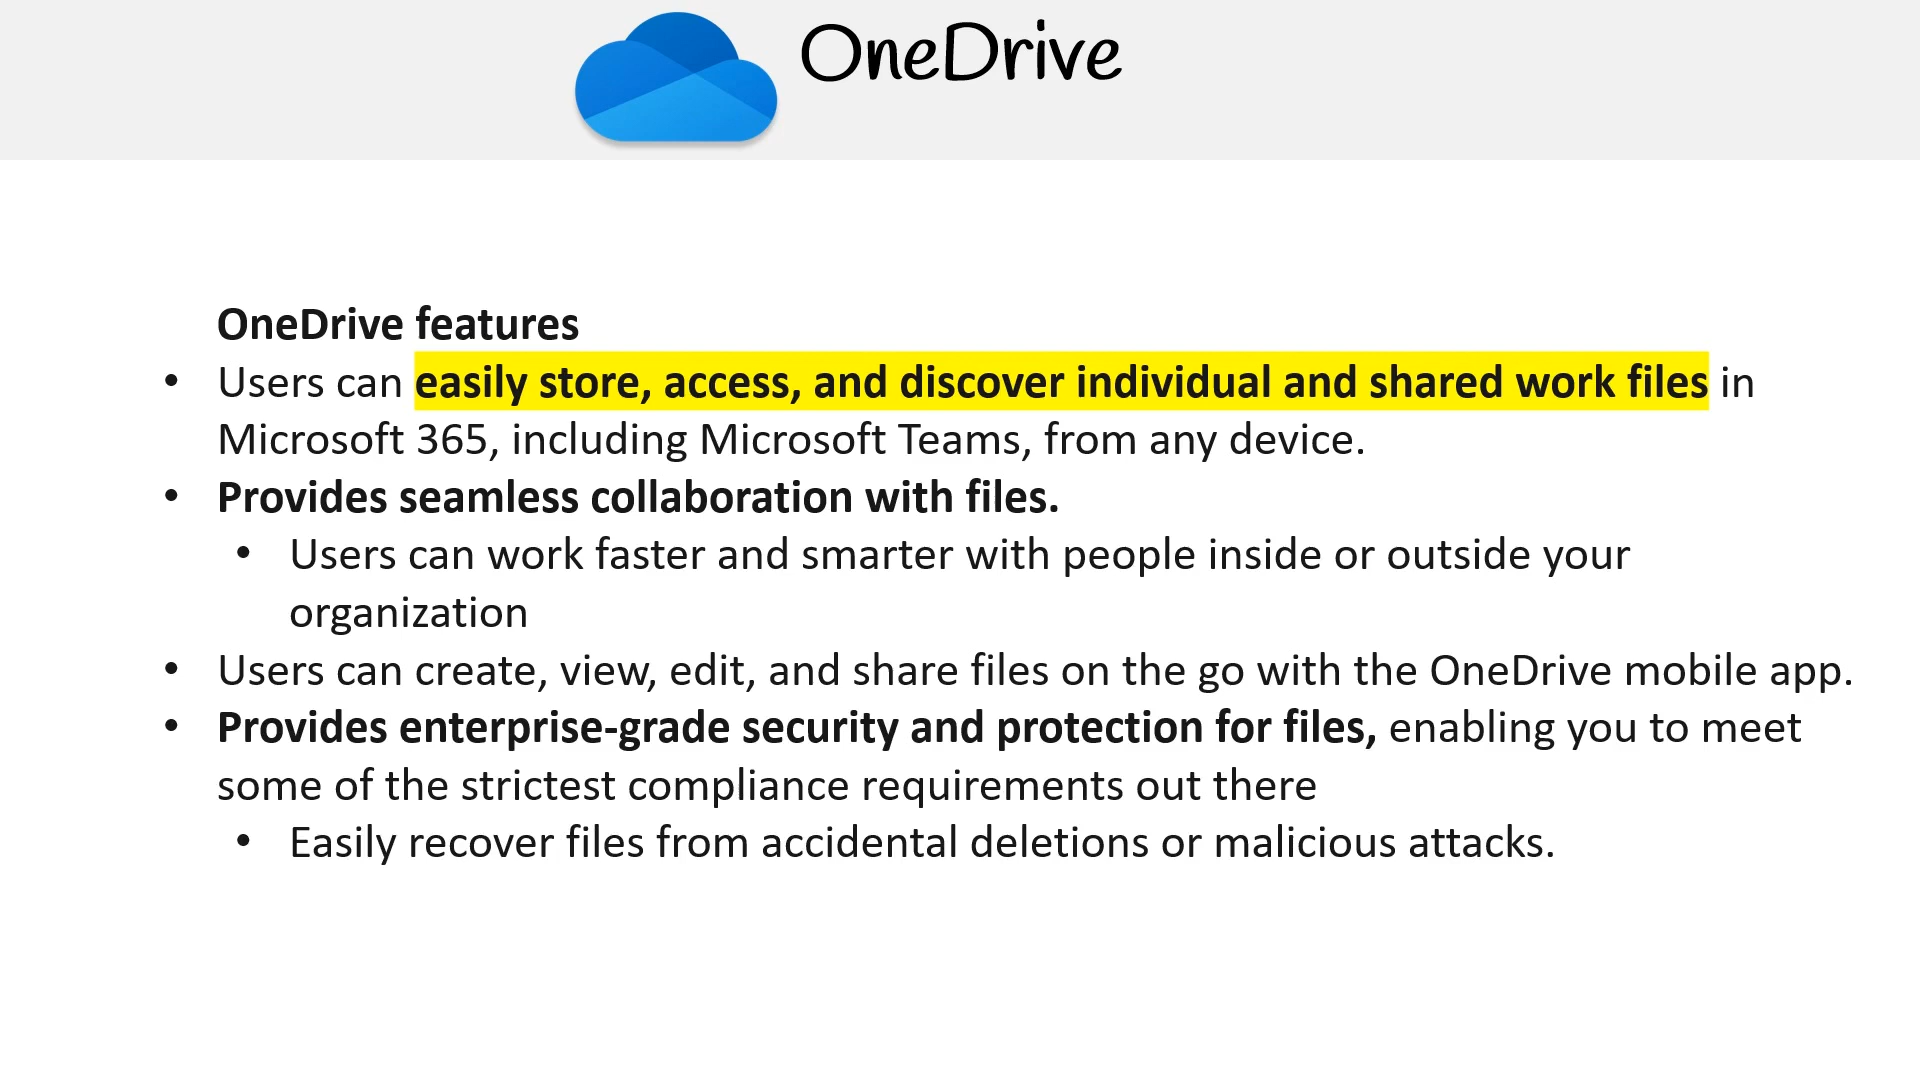 OneDrive
OneDrive features
• Users can easily store, access, and discover individual and shared work files in
Microsoft 365, including Microsoft Teams, from any device.
• Provides seamless collaboration with files.
• Users can work faster and smarter with people inside or outside your
organization
• Users can create, view, edit, and share files on the go with the OneDrive mobile app.
• Provides enterprise-grade security and protection for files, enabling you to meet
some of the strictest compliance requirements out there
• Easily recover files from accidental deletions or malicious attacks.